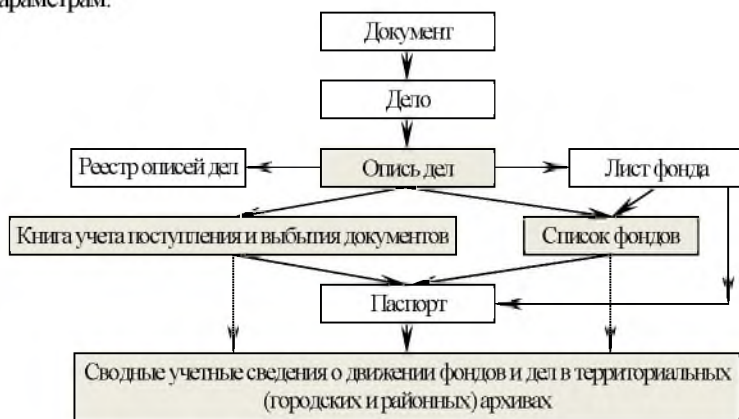 араметрам.
Документ
Дело
Реестр описей дел
Опись дел
Лист фонда
Книга учета поступления и выбытия документов
Список фондов
Паспорт
Сводные учетные сведения о движении фондов и дел в территориальных
(городских и районных) архивах